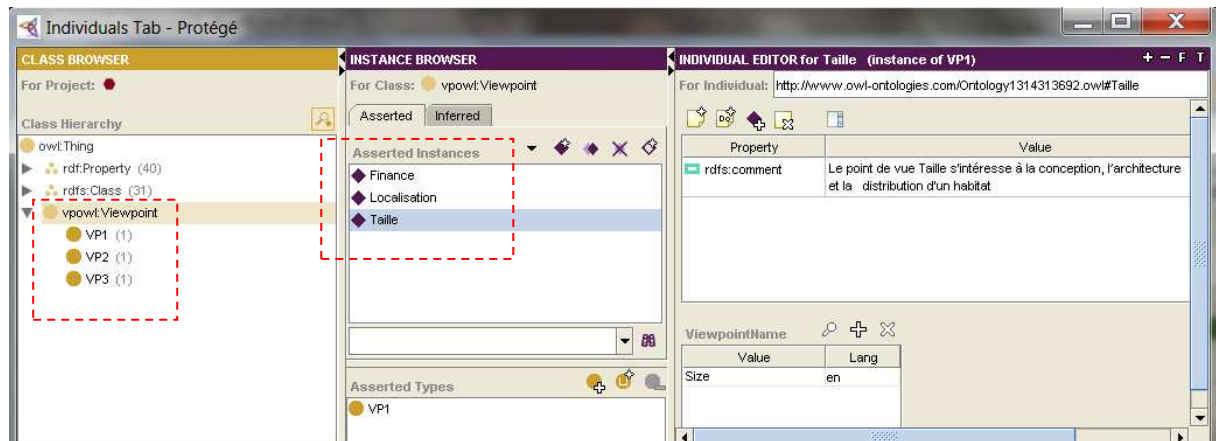 Individuals Tab - Protégé
CLASS BROWSER
For Project:
Class Hierarchy
owl:Thing
rdf:Property (40)
rdfs:Class (31)
vpowl:Viewpoint
VP1 (1)
VP2 (1)
VP3 (1)
INSTANCE BROWSER
For Class: vpowl:Viewpoint
Asserted Inferred
Asserted Instances
Finance
Localisation
Taille
Asserted Types
VP1
INDIVIDUAL EDITOR for Taille (instance of VP1) + - F T
For Individual: http://www.owl-ontologies.com/Ontology1314313692.owl#Taille
Property Value
rdfs:comment Le point de vue Taille s'intéresse à la conception, l'architecture
et la distribution d'un habitat
ViewpointName
Value Lang
Size en